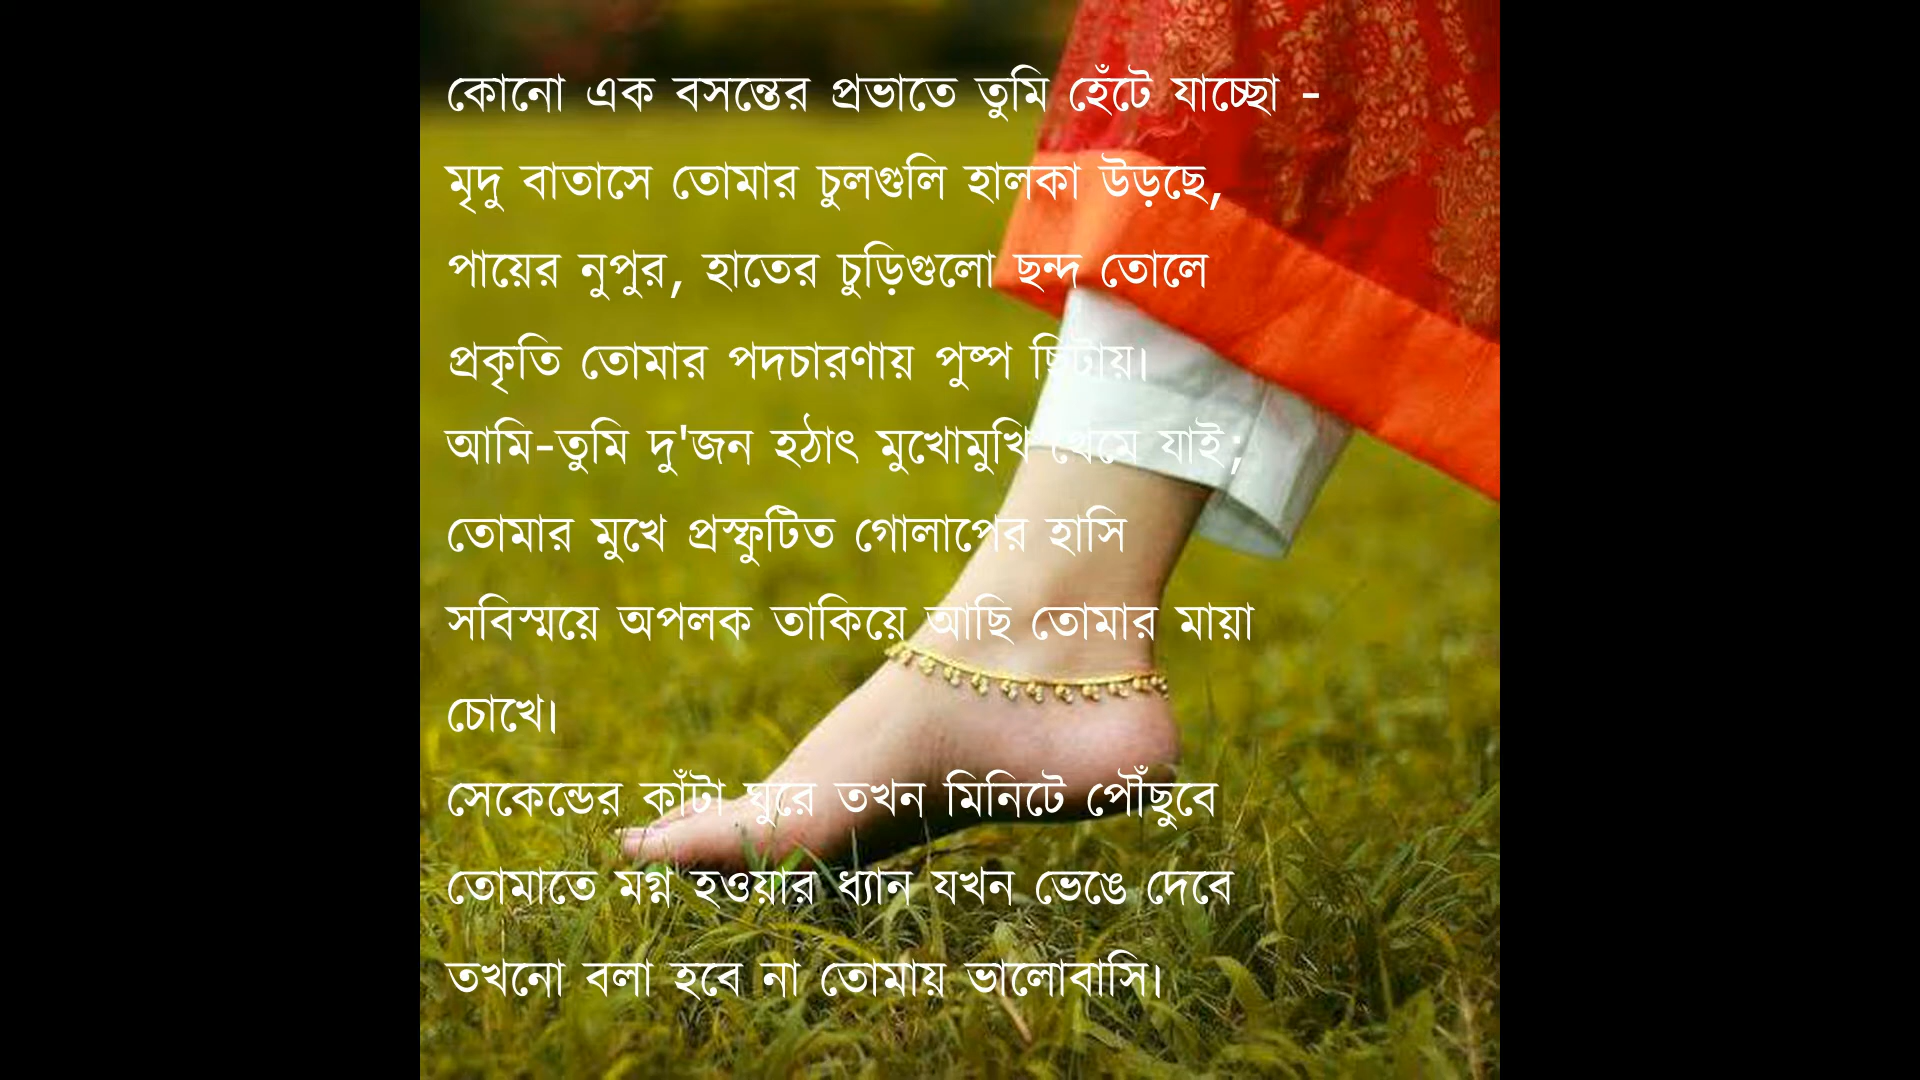 কোনো এক বসন্তের প্রভাতে তুমি হেঁটে যাচ্ছো -
মৃদু বাতাসে তোমার চুলগুলি হালকা উড়ছে,
পায়ের নুপুর, হাতের চুড়িগুলো ছন্দ তোলে
প্রকৃতি তোমার পদচারণায় পুষ্প ছিটায়।
আমি-তুমি দু'জন হঠাৎ মুখোমুখি থেমে যাই;
তোমার মুখে প্রস্ফুটিত গোলাপের হাসি
সবিস্ময়ে অপলক তাকিয়ে আছি তোমার মায়া
চোখে।
সেকেন্ডের কাঁটা ঘুরে তখন মিনিটে পৌঁছুবে
তোমাতে মগ্ন হওয়ার ধ্যান যখন ভেঙে দেবে
তখনো বলা হবে না তোমায় ভালোবাসি।